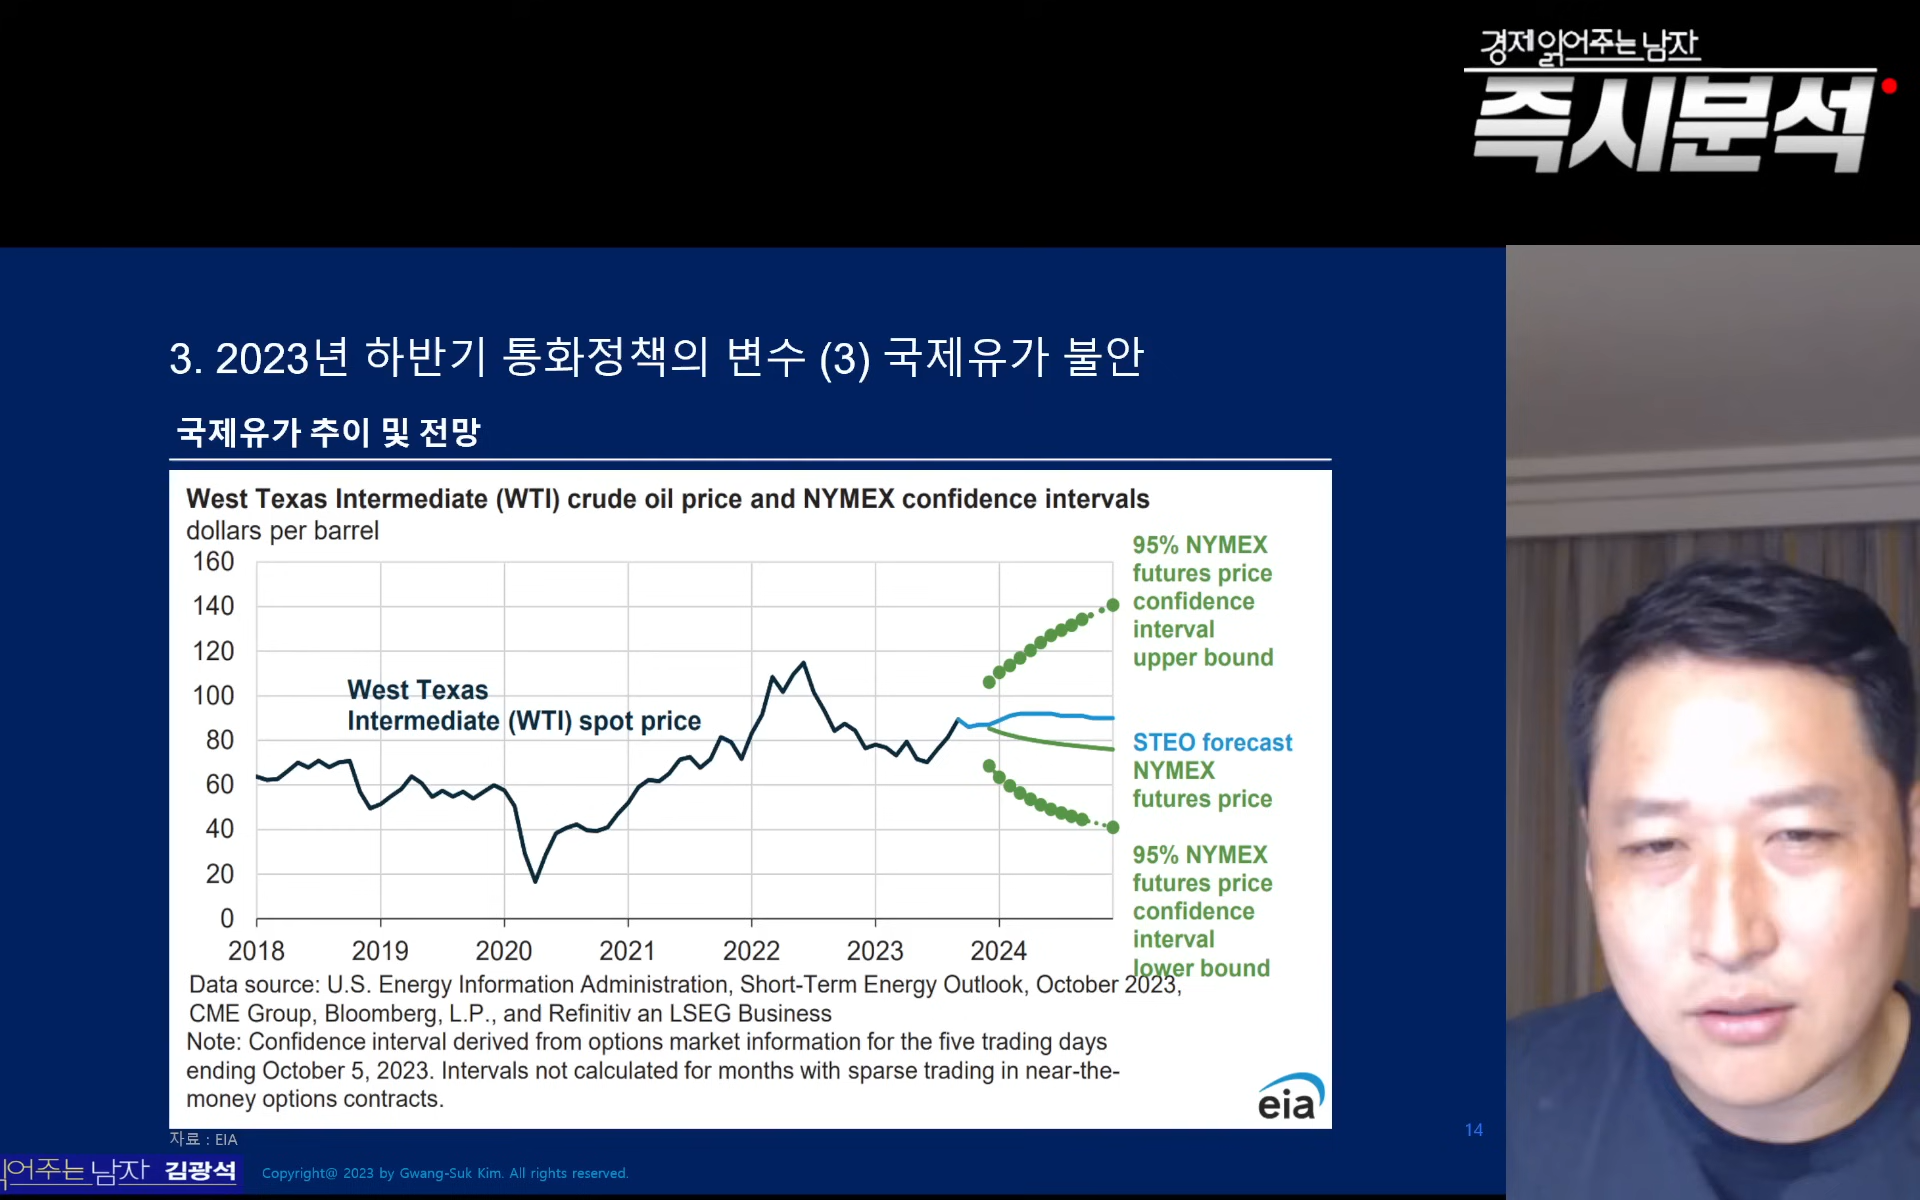 경제읽어주는남자
즉시분석
3. 2023년 하반기 통화정책의 변수 (3) 국제유가 불안
국제유가 추이 및 전망
West Texas Intermediate (WTI) crude oil price and NYMEX confidence intervals
dollars per barrel
160
140
120
100
80
60
40
20
0
2018 2019 2020 2021 2022 2023 2024
West Texas
Intermediate (WTI) spot price
95% NYMEX
futures price
confidence
interval
upper bound
STEO forecast
NYMEX
futures price
95% NYMEX
futures price
confidence
interval
lower bound
Data source: U.S. Energy Information Administration, Short-Term Energy Outlook, October 2023,
CME Group, Bloomberg, L.P., and Refinitiv an LSEG Business
Note: Confidence interval derived from options market information for the five trading days
ending October 5, 2023. Intervals not calculated for months with sparse trading in near-the-
money options contracts.
eia
자료 : EIA
14
어주는남자 김광석
Copyright@ 2023 by Gwang-Suk Kim. All rights reserved.